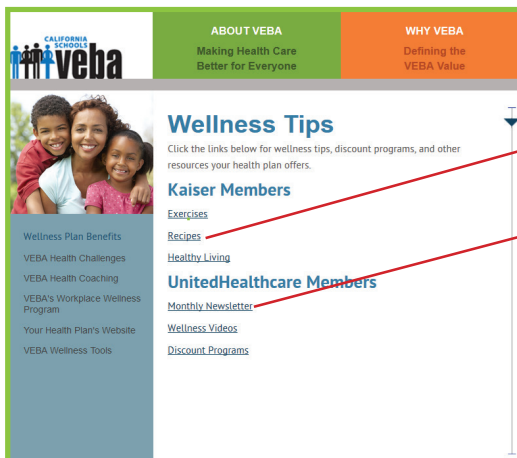 CALIFORNIA
SCHOOLS
veba
ABOUT VEBA
Making Health Care
Better for Everyone
WHY VEBA
Defining the
VEBA Value
Wellness Tips
Click the links below for wellness tips, discount programs, and other
resources your health plan offers.
Kaiser Members
Exercises
Recipes
Healthy Living
UnitedHealthcare Members
Monthly Newsletter
Wellness Videos
Discount Programs
Wellness Plan Benefits
VEBA Health Challenges
VEBA Health Coaching
VEBA's Workplace Wellness
Program
Your Health Plan's Website
VEBA Wellness Tools